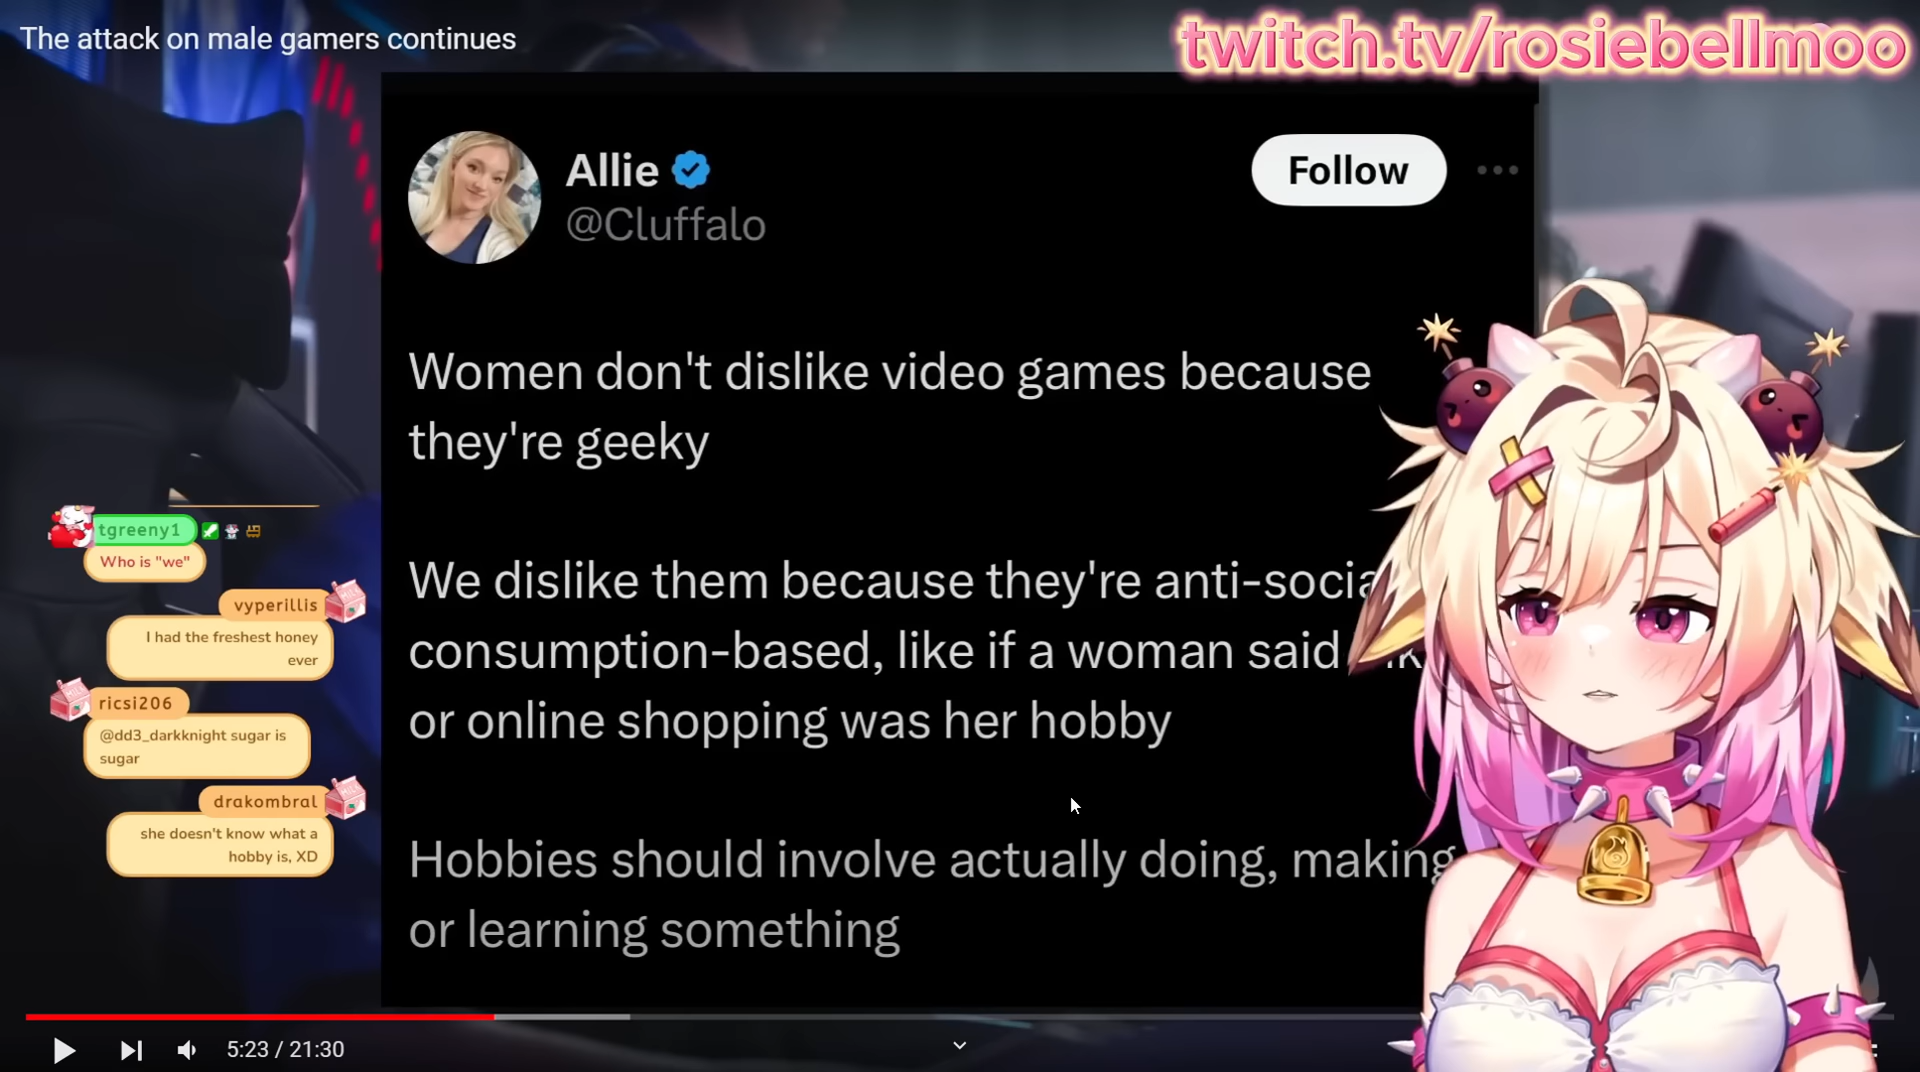 The attack on male gamers continues
twitch.tv/rosiebellmoo
Allie
@Cluffalo
Follow
Women don't dislike video games because
they're geeky
We dislike them because they're anti-socia
consumption-based, like if a woman said
or online shopping was her hobby
Hobbies should involve actually doing, making
or learning something
tgreeny1
Who is "we"
vyperillis
I had the freshest honey
ever
ricsi206
@dd3_darkknight sugar is
sugar
drakombral
she doesn't know what a
hobby is, XD
5:23 / 21:30